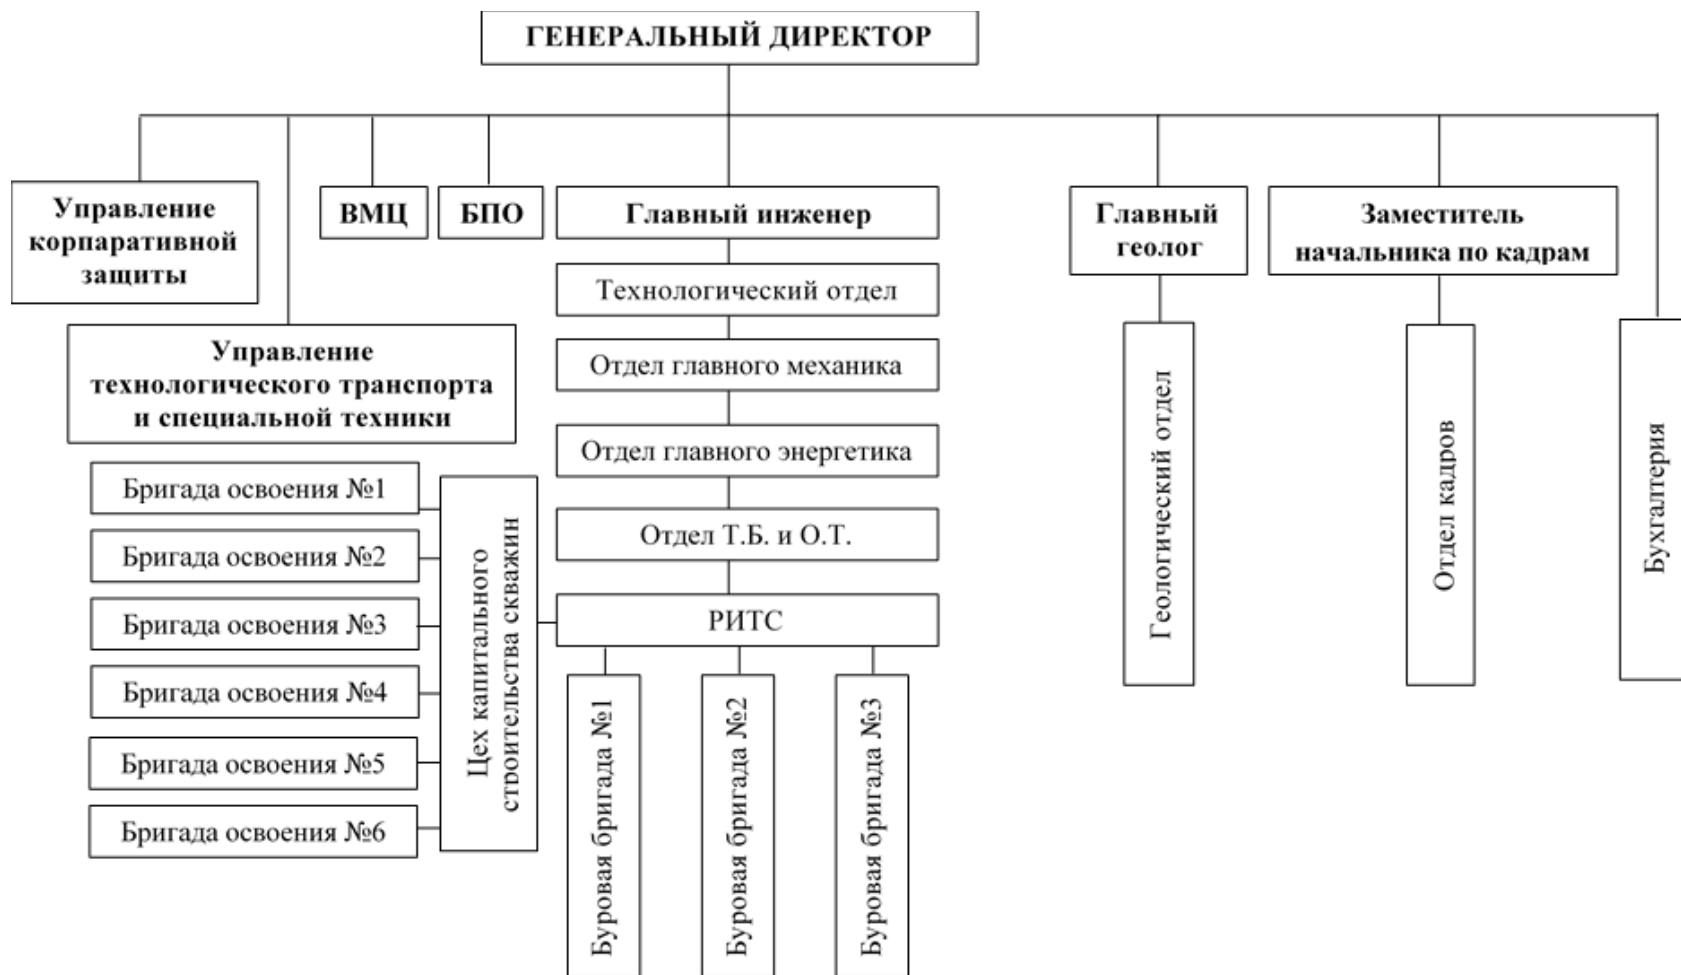 ГЕНЕРАЛЬНЫЙ ДИРЕКТОР
Управление
корпаративной
защиты
ВМЦ
БПО
Главный инженер
Главный
геолог
Заместитель
начальника по кадрам
Управление
технологического транспорта
и специальной техники
Технологический отдел
Отдел главного механика
Отдел главного энергетика
Отдел Т.Б. и О.Т.
РИТС
Бригада освоения №1
Бригада освоения №2
Бригада освоения №3
Бригада освоения №4
Бригада освоения №5
Бригада освоения №6
Цех капитального
строительства скважин
Буровая бригада №1
Буровая бригада №2
Буровая бригада №3
Геологический отдел
Отдел кадров
Бухгалтерия